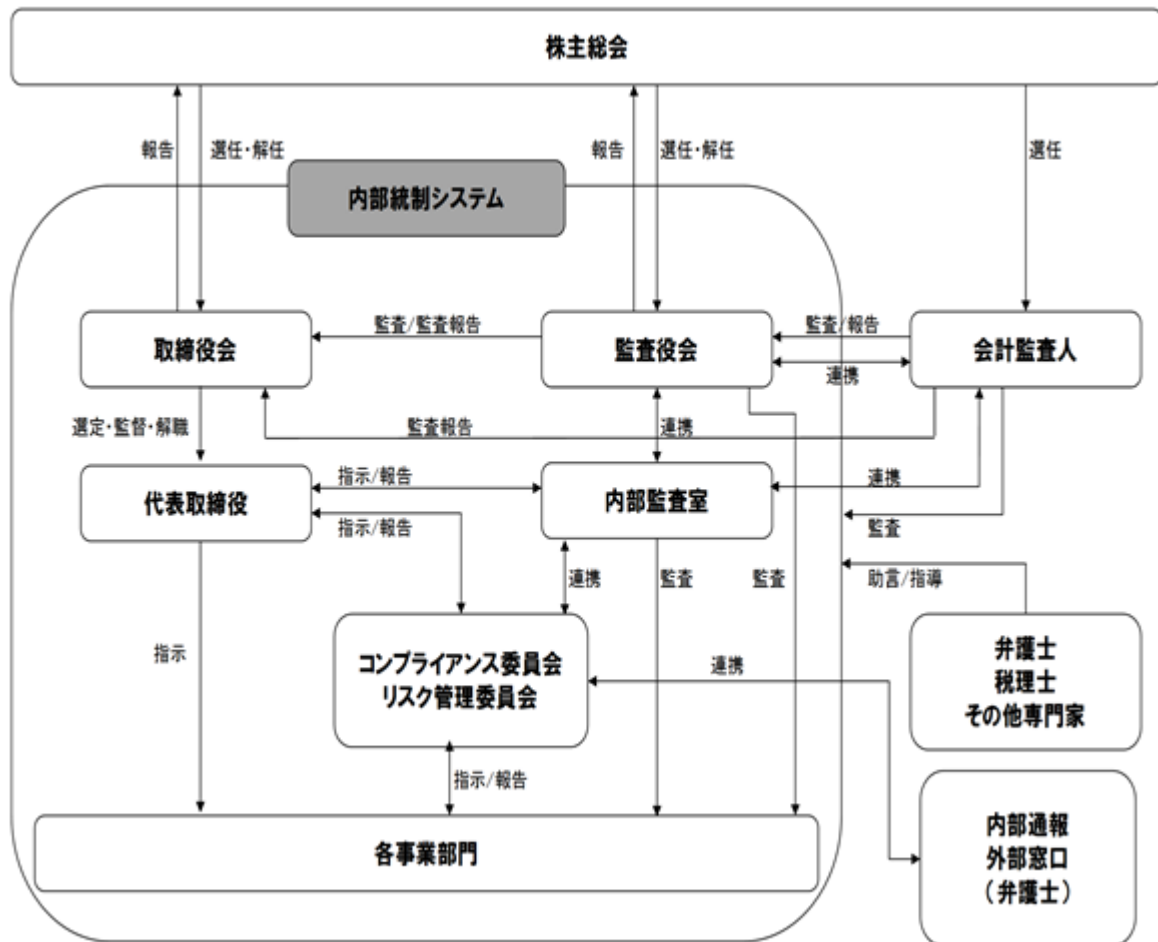 株主総会
報告
選任・解任
報告
選任・解任
選任
内部統制システム
取締役会
監査/監査報告
監査役会
監査/報告
連携
会計監査人
選定・監督・解職
監査報告
連携
代表取締役
指示/報告
指示/報告
内部監査室
連携
監査
連携
監査
監査
助言/指導
指示
コンプライアンス委員会
リスク管理委員会
連携
弁護士
税理士
その他専門家
指示/報告
各事業部門
内部通報
外部窓口
(弁護士)